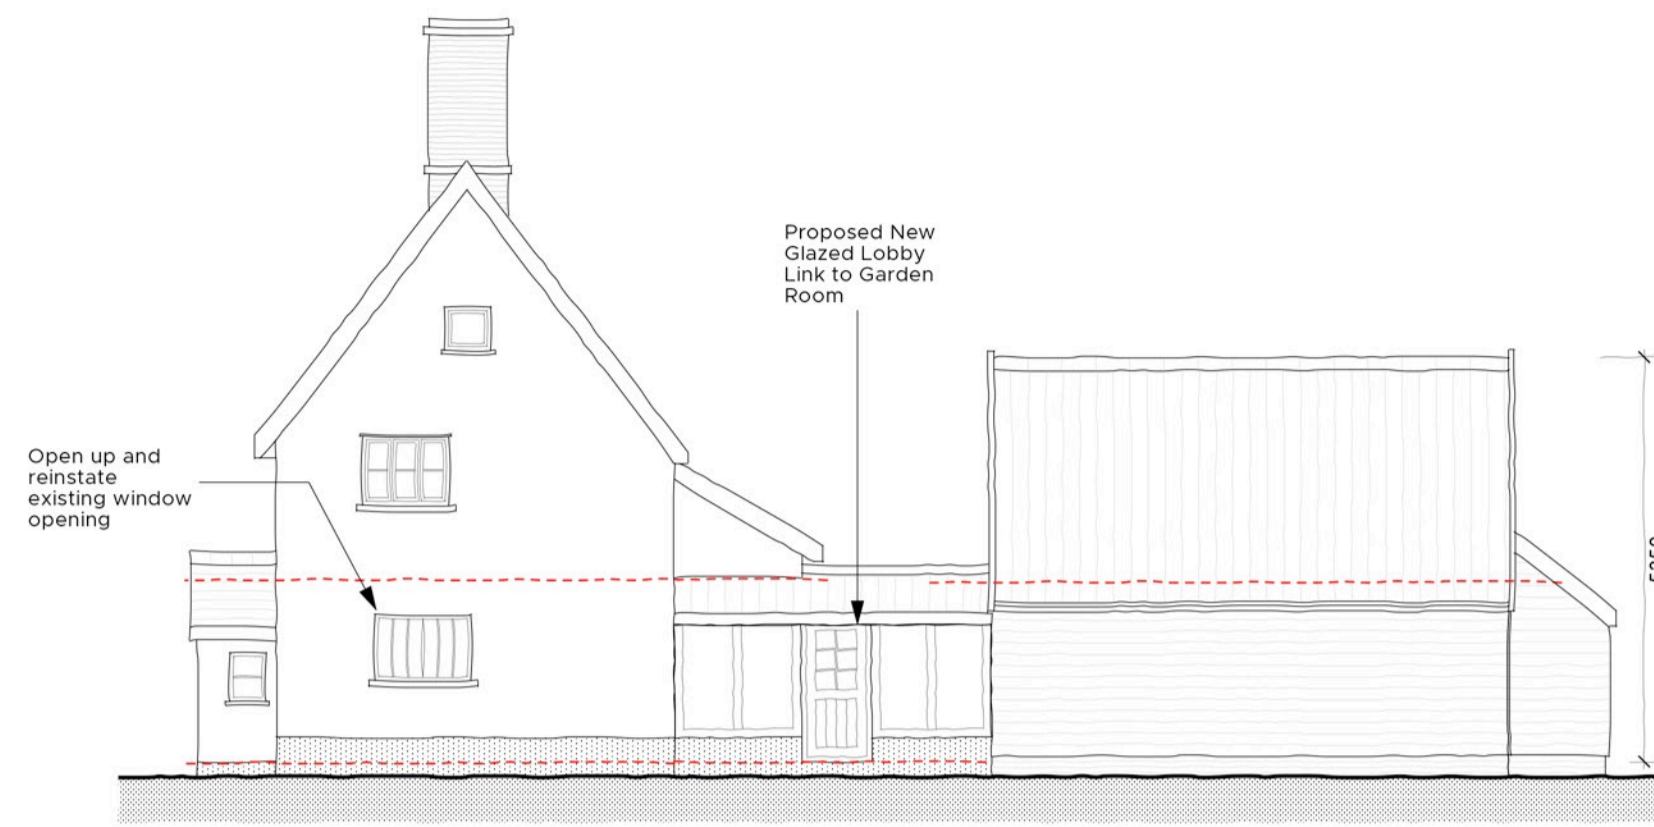 Proposed New
Glazed Lobby
Link to Garden
Room
Open up and
reinstate
existing window
opening